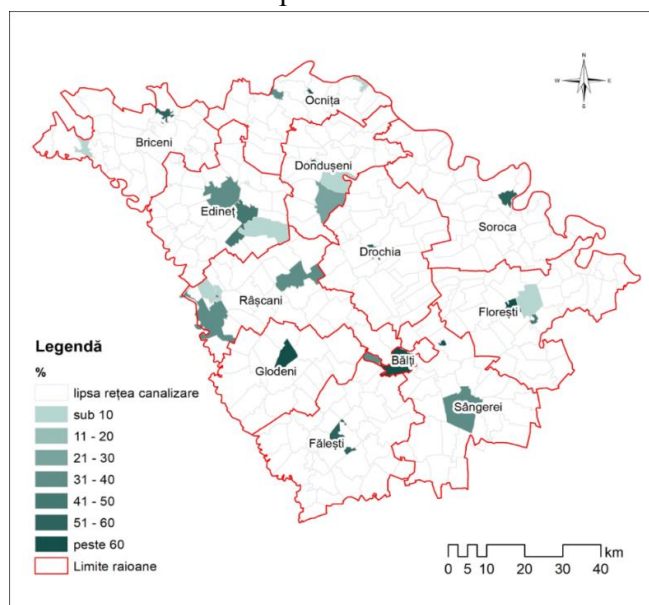 N
W E
S
Ocnița
Briceni
Dondușeni
Edineț
Soroca
Drochia
Râșcani
Florești
Bălți
Glodeni
Sângerei
Fălești
Legendă
%
lipsa rețea canalizare
sub 10
11 - 20
21 - 30
31 - 40
41 - 50
51 - 60
peste 60
Limite raioane
km
0 5 10 20 30 40